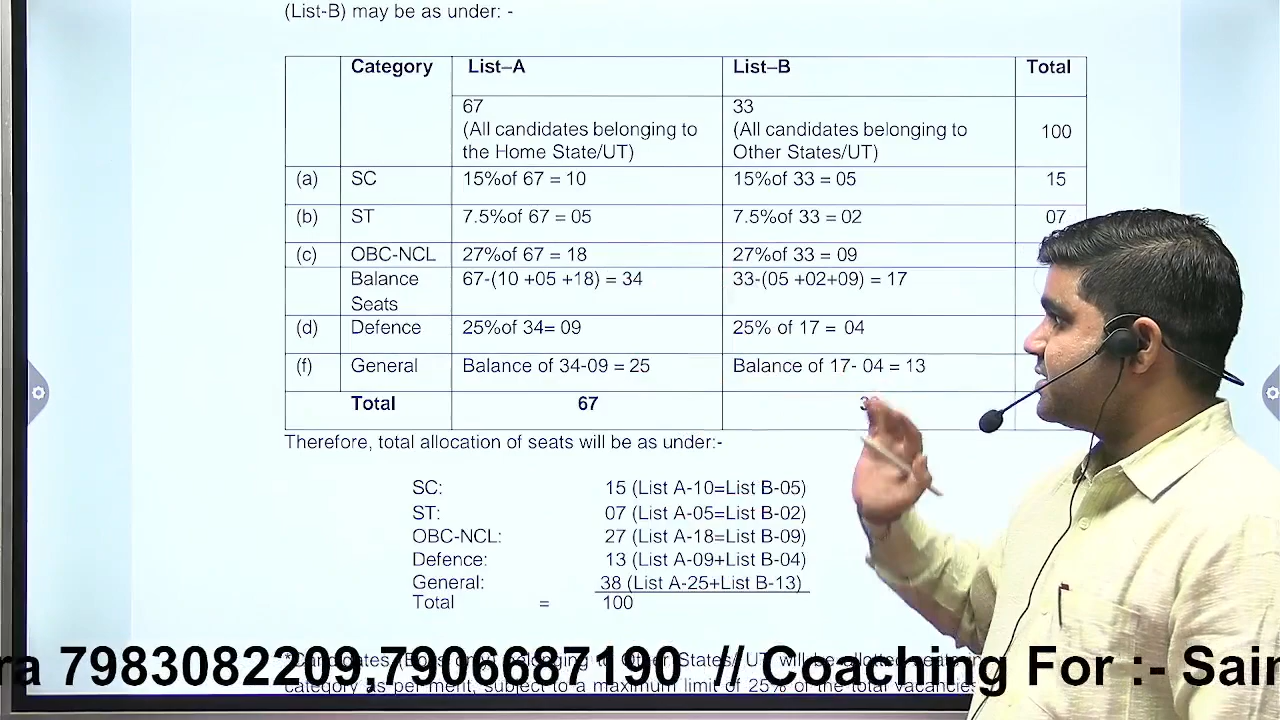 (List-B) may be as under: -
Category List–A List–B Total
67 33
(All candidates belonging to (All candidates belonging to 100
the Home State/UT) Other States/UT)
(a) SC 15%of 67 = 10 15%of 33 = 05 15
(b) ST 7.5%of 67 = 05 7.5%of 33 = 02 07
(c) OBC-NCL 27%of 67 = 18 27%of 33 = 09
Balance 67-(10 +05 +18) = 34 33-(05 +02+09) = 17
Seats
(d) Defence 25%of 34= 09 25% of 17 = 04
(f) General Balance of 34-09 = 25 Balance of 17- 04 = 13
Total 67
Therefore, total allocation of seats will be as under:-
SC: 15 (List A-10=List B-05)
ST: 07 (List A-05=List B-02)
OBC-NCL: 27 (List A-18=List B-09)
Defence: 13 (List A-09+List B-04)
General: 38 (List A-25+List B-13)
Total = 100
ra 7983082209,7906687190 // Coaching For :- Sain
category as per merit, subject to a maximum limit of 25% of the total vacancies